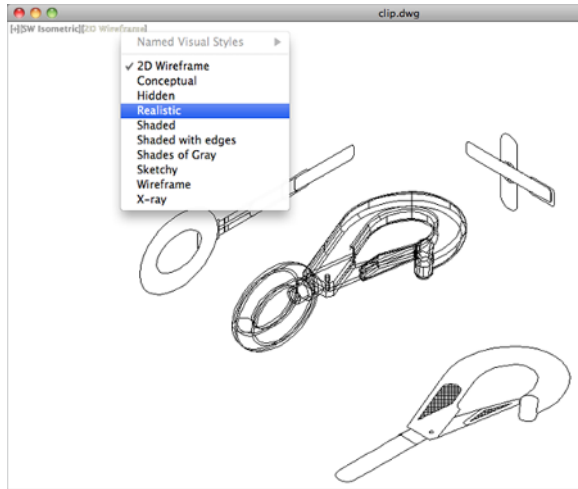 clip.dwg
[+][SW Isometric][2D Wireframe]
Named Visual Styles
✓ 2D Wireframe
Conceptual
Hidden
Realistic
Shaded
Shaded with edges
Shades of Gray
Sketchy
Wireframe
X-ray